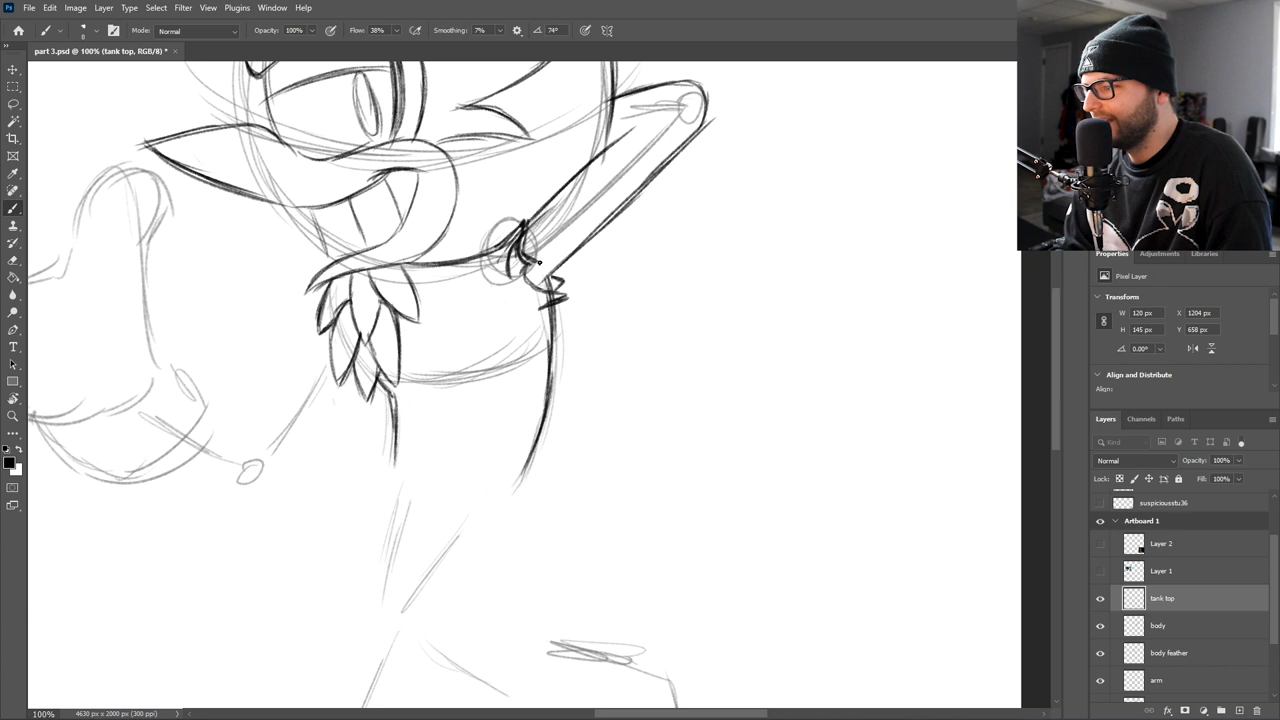 File Edit Image Layer Type Select Filter View Plugins Window Help
8 Mode: Normal Opacity: 100% Flow: 38% Smoothing: 7% 74°
part 3.psd @ 100% (tank top, RGB/8) *
Properties Adjustments Libraries
Pixel Layer
Transform
W 120 px X 1204 px
H 145 px Y 658 px
0.00°
Align and Distribute
Align:
Layers Channels Paths
Kind
Normal Opacity: 100%
Lock: Fill: 100%
suspiciousstu36
Artboard 1
Layer 2
Layer 1
tank top
body
body feather
arm
100% 4630 px x 2000 px (300 ppi)